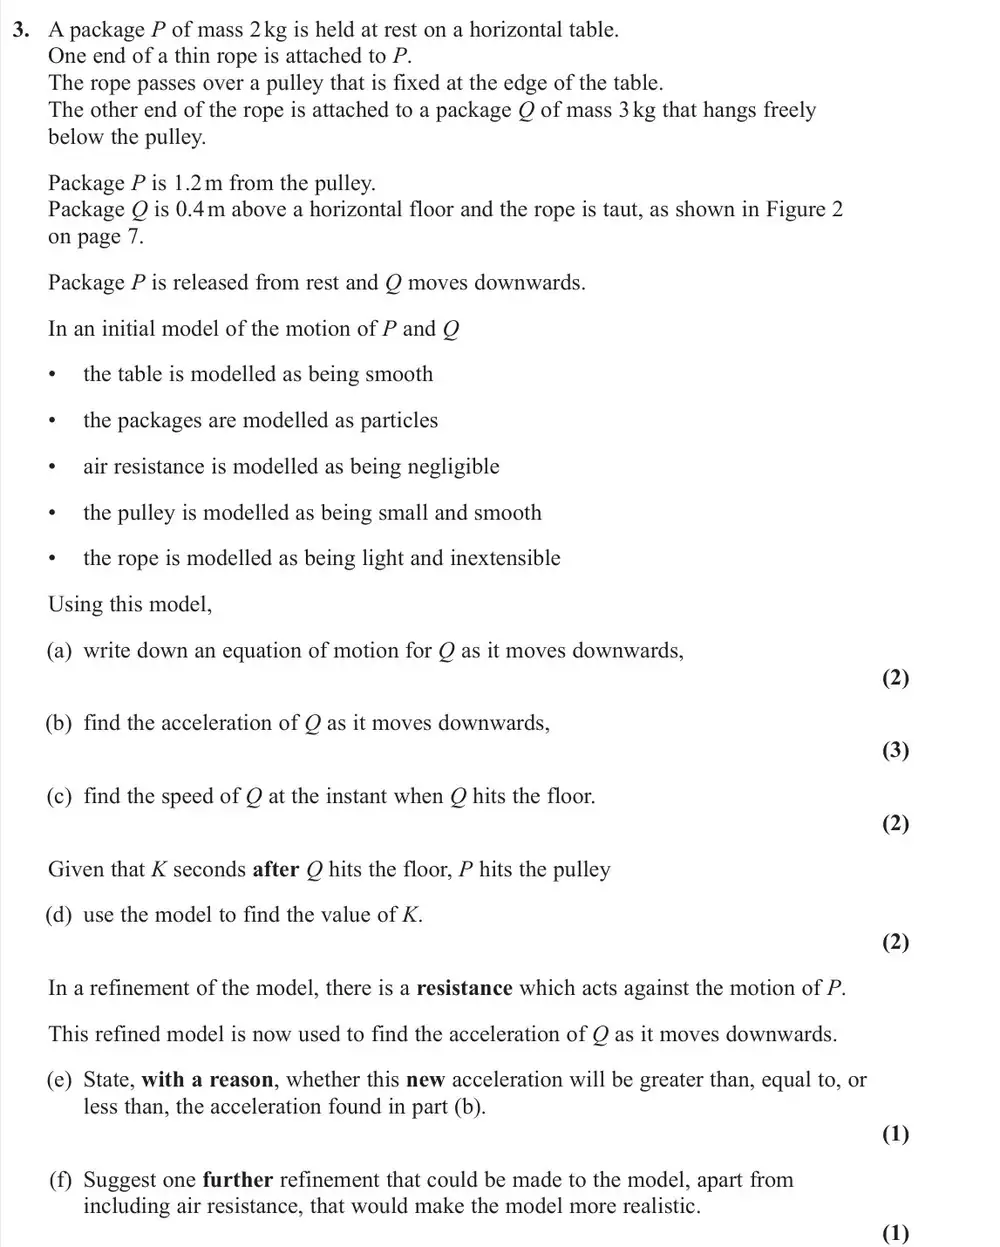 3. A package P of mass 2 kg is held at rest on a horizontal table.
One end of a thin rope is attached to P.
The rope passes over a pulley that is fixed at the edge of the table.
The other end of the rope is attached to a package Q of mass 3 kg that hangs freely
below the pulley.
Package P is 1.2 m from the pulley.
Package Q is 0.4 m above a horizontal floor and the rope is taut, as shown in Figure 2
on page 7.
Package P is released from rest and Q moves downwards.
In an initial model of the motion of P and Q
• the table is modelled as being smooth
• the packages are modelled as particles
• air resistance is modelled as being negligible
• the pulley is modelled as being small and smooth
• the rope is modelled as being light and inextensible
Using this model,
(a) write down an equation of motion for Q as it moves downwards,
(2)
(b) find the acceleration of Q as it moves downwards,
(3)
(c) find the speed of Q at the instant when Q hits the floor.
(2)
Given that K seconds after Q hits the floor, P hits the pulley
(d) use the model to find the value of K.
(2)
In a refinement of the model, there is a resistance which acts against the motion of P.
This refined model is now used to find the acceleration of Q as it moves downwards.
(e) State, with a reason, whether this new acceleration will be greater than, equal to, or
less than, the acceleration found in part (b).
(1)
(f) Suggest one further refinement that could be made to the model, apart from
including air resistance, that would make the model more realistic.
(1)